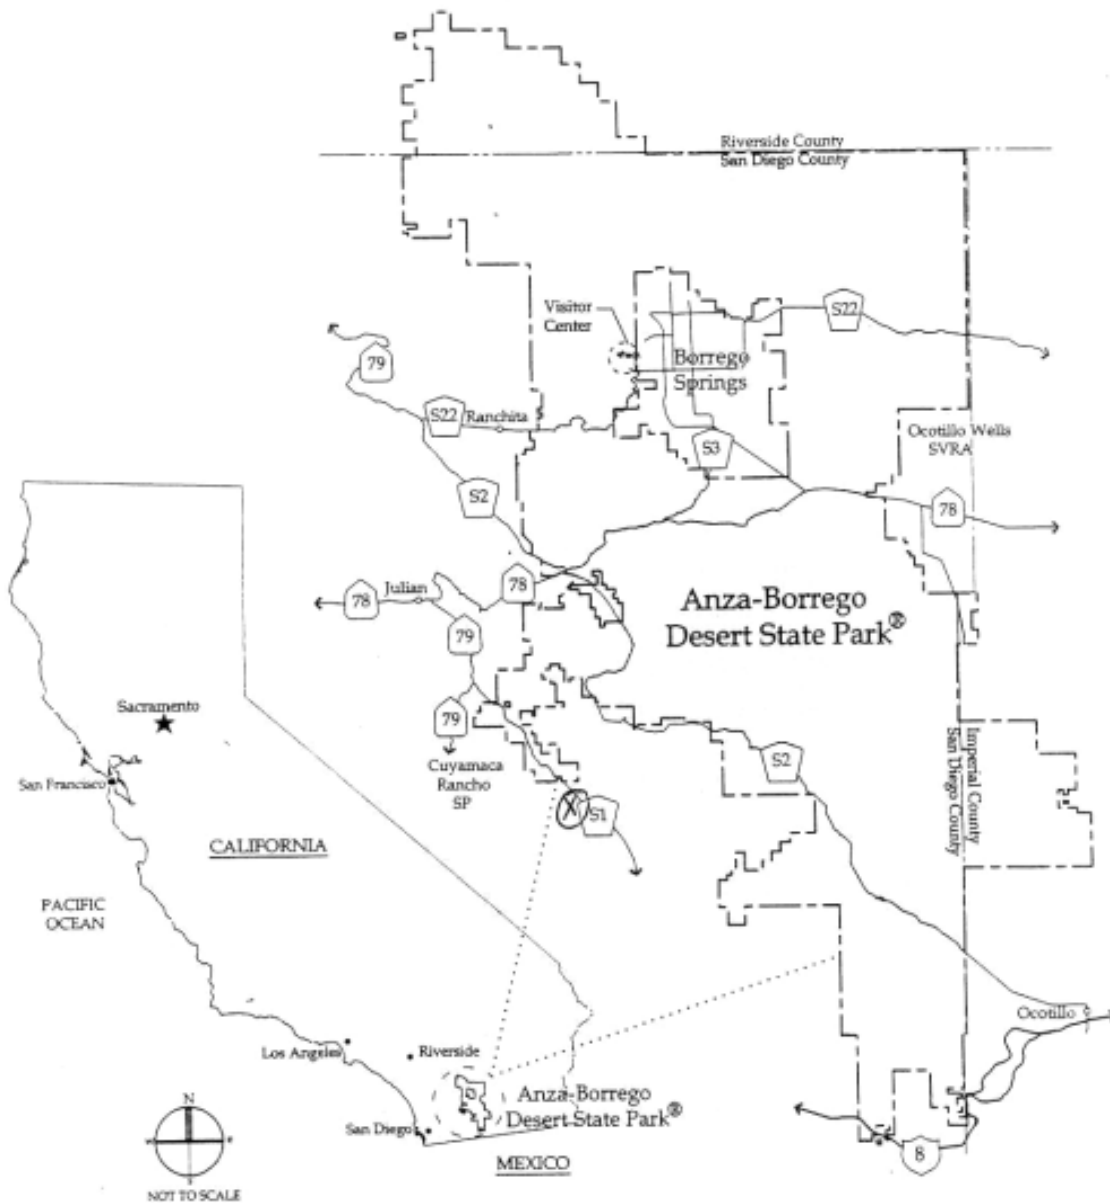 Riverside County
San Diego County
Visitor
Center
S22
79
Borrego
Springs
S22
Ranchita
S3
Ocotillo Wells
SVRA
S2
78
78
Julian
78
79
Anza-Borrego
Desert State Park®
79
Sacramento
Cuyamaca
Rancho
SP
S2
Imperial County
San Diego County
San Francisco
X
S1
CALIFORNIA
PACIFIC
OCEAN
Ocotillo
Los Angeles
Riverside
Anza-Borrego
Desert State Park®
San Diego
8
MEXICO
N
S
NOT TO SCALE